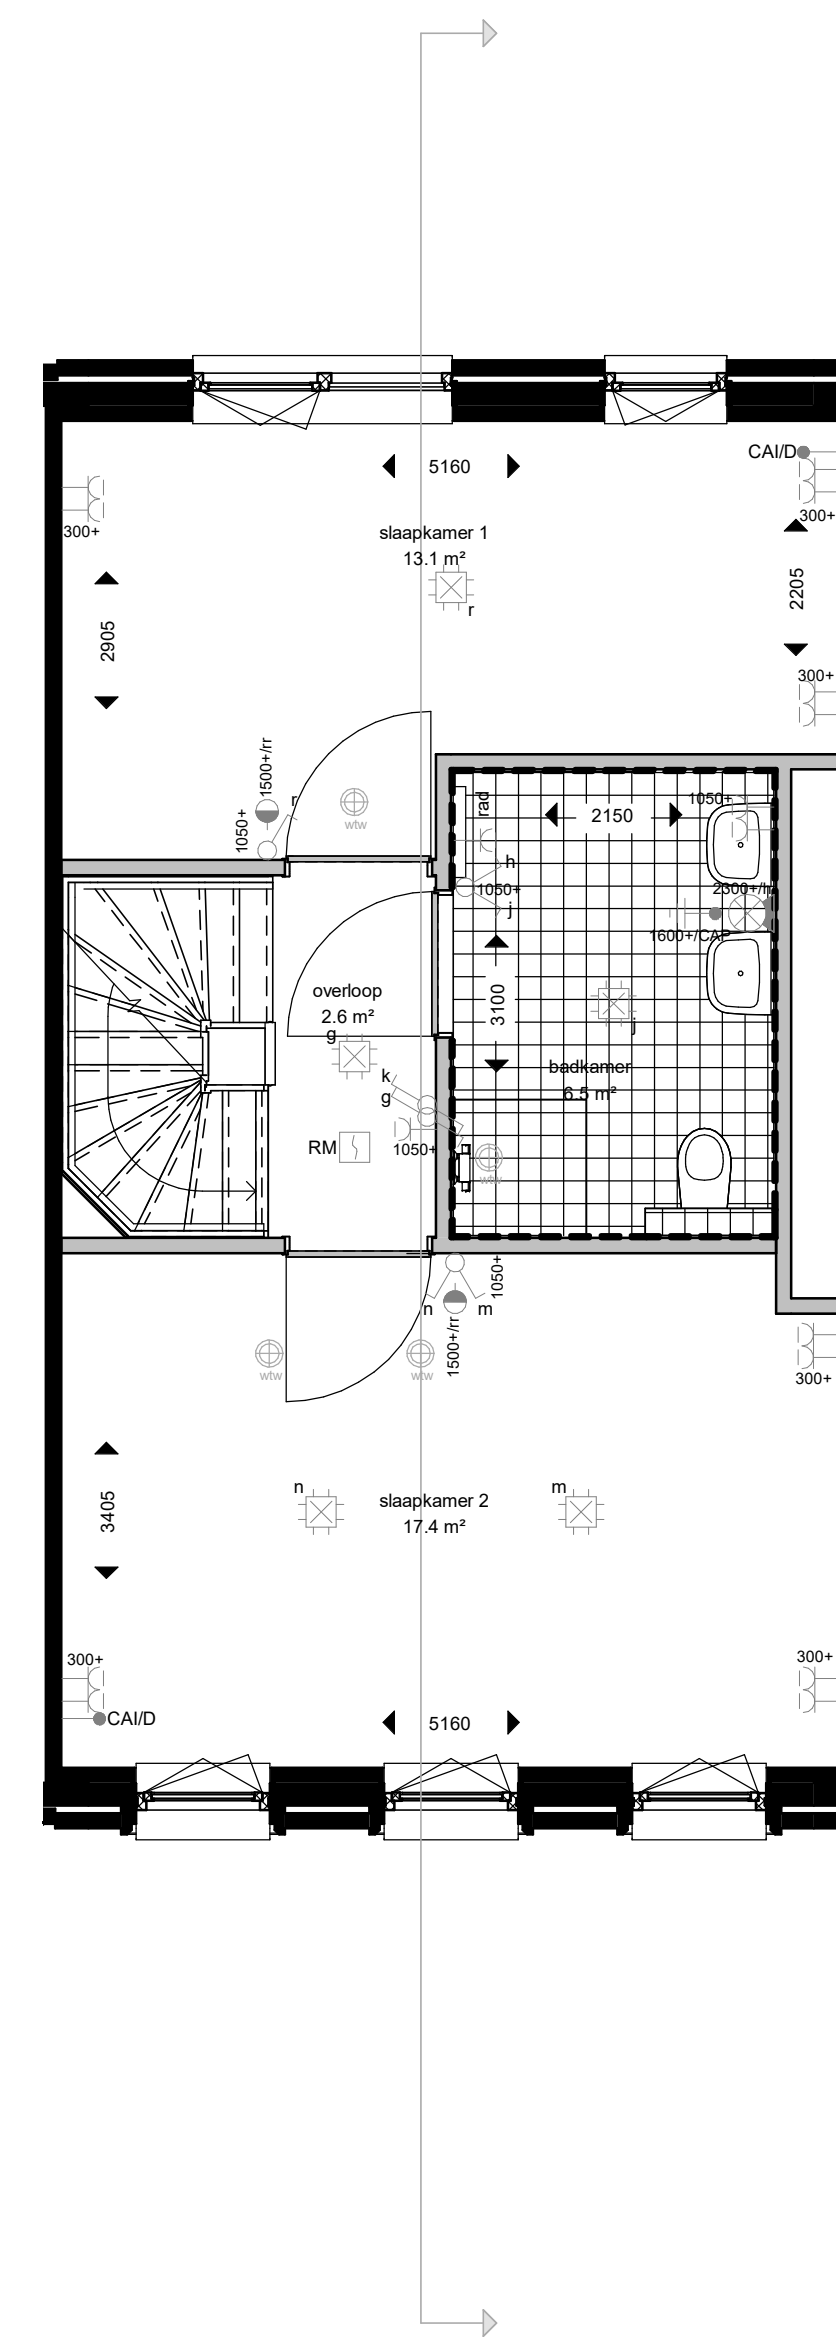 5160
CAI/D
300+
300+
slaapkamer 1
13.1 m²
r
2905
2205
300+
1500+/rr
1050+
r
wtw
rad
2150
1050+
h
1050+
j
2300+/h
1600+/CAP
overloop
2.6 m²
g
3100
j
badkamer
6.5 m²
k
g
1050+
RM
wtw
n
m
1050+
1500+/rr
wtw
wtw
300+
n
m
slaapkamer 2
17.4 m²
3405
300+
300+
CAI/D
5160